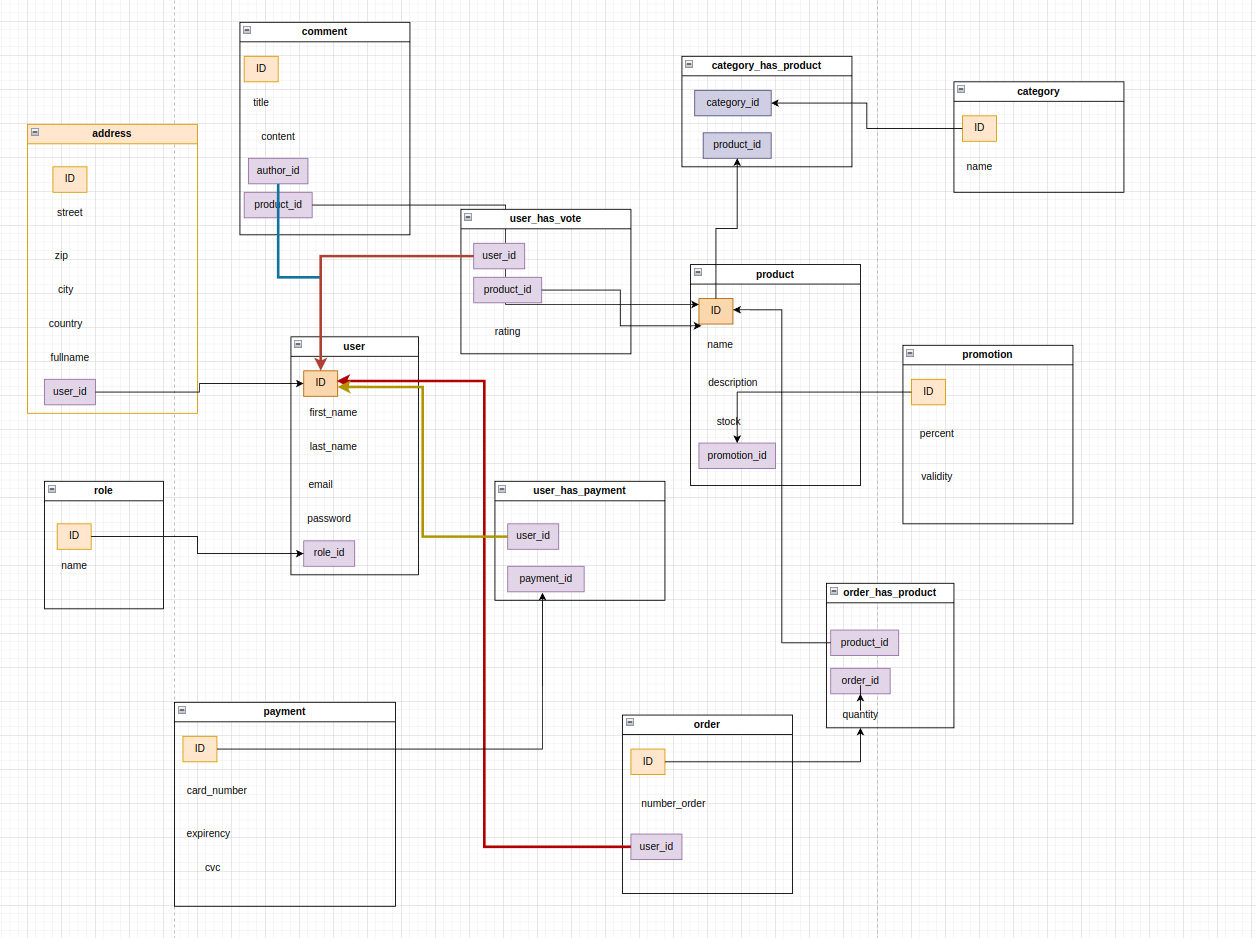 comment
ID
title
content
author_id
product_id
category_has_product
category_id
product_id
category
ID
name
address
ID
street
zip
city
country
fullname
user_id
user_has_vote
user_id
product_id
rating
product
ID
name
description
stock
promotion_id
user
ID
first_name
last_name
email
password
role_id
promotion
ID
percent
validity
role
ID
name
user_has_payment
user_id
payment_id
order_has_product
product_id
order_id
quantity
payment
ID
card_number
expirency
cvc
order
ID
number_order
user_id